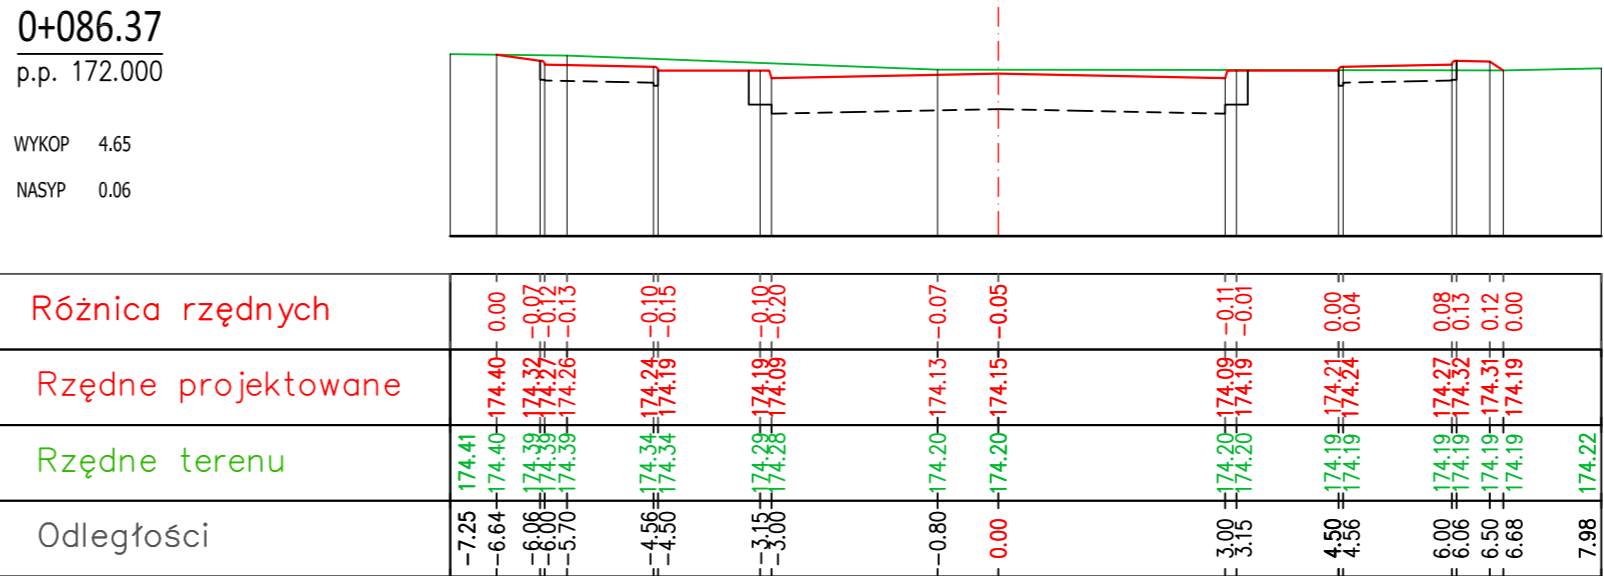 0+086.37
p.p. 172.000
WYKOP 4.65
NASYP 0.06
Różnica rzędnych 0.00 -0.07 -0.12 -0.13 -0.10 -0.15 -0.10 -0.20 -0.07 -0.05 -0.11 -0.01 0.00 0.04 0.08 0.13 0.12 0.00
Rzędne projektowane 174.40 174.32 174.27 174.26 174.24 174.19 174.19 174.09 174.13 174.15 174.09 174.19 174.21 174.24 174.27 174.32 174.31 174.19
Rzędne terenu 174.41 174.40 174.39 174.39 174.39 174.34 174.34 174.29 174.28 174.20 174.20 174.20 174.20 174.19 174.19 174.19 174.19 174.19 174.19 174.22
Odległości -7.25 -6.64 -6.06 -6.00 -5.70 -4.56 -4.50 -3.15 -3.00 -0.80 0.00 3.00 3.15 4.50 4.56 6.00 6.06 6.50 6.68 7.98